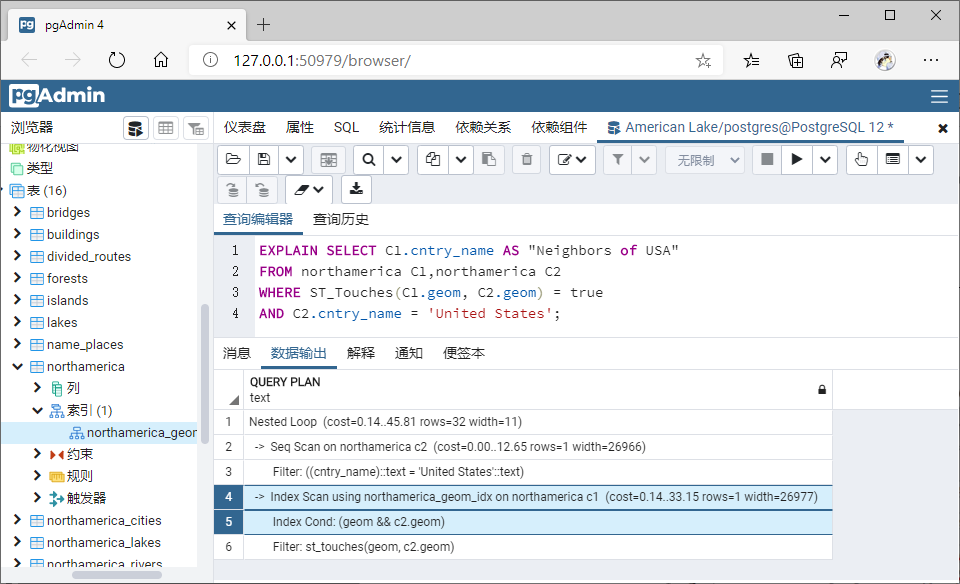 pgAdmin 4
127.0.0.1:50979/browser/
pgAdmin
浏览器
仪表盘 属性 SQL 统计信息 依赖关系 依赖组件 American Lake/postgres@PostgreSQL 12 *
物化视图
类型
表 (16)
bridges
buildings
divided_routes
forests
islands
lakes
name_places
northamerica
列
索引 (1)
northamerica_geor
约束
规则
触发器
northamerica_cities
northamerica_lakes
northamerica_rivers
无限制
查询编辑器 查询历史
1 EXPLAIN SELECT C1.cntry_name AS "Neighbors of USA"
2 FROM northamerica C1,northamerica C2
3 WHERE ST_Touches(C1.geom, C2.geom) = true
4 AND C2.cntry_name = 'United States';
消息 数据输出 解释 通知 便签本
QUERY PLAN
text
1 Nested Loop (cost=0.14..45.81 rows=32 width=11)
2 -> Seq Scan on northamerica c2 (cost=0.00..12.65 rows=1 width=26966)
3 Filter: ((cntry_name)::text = 'United States'::text)
4 -> Index Scan using northamerica_geom_idx on northamerica c1 (cost=0.14..33.15 rows=1 width=26977)
5 Index Cond: (geom && c2.geom)
6 Filter: st_touches(geom, c2.geom)